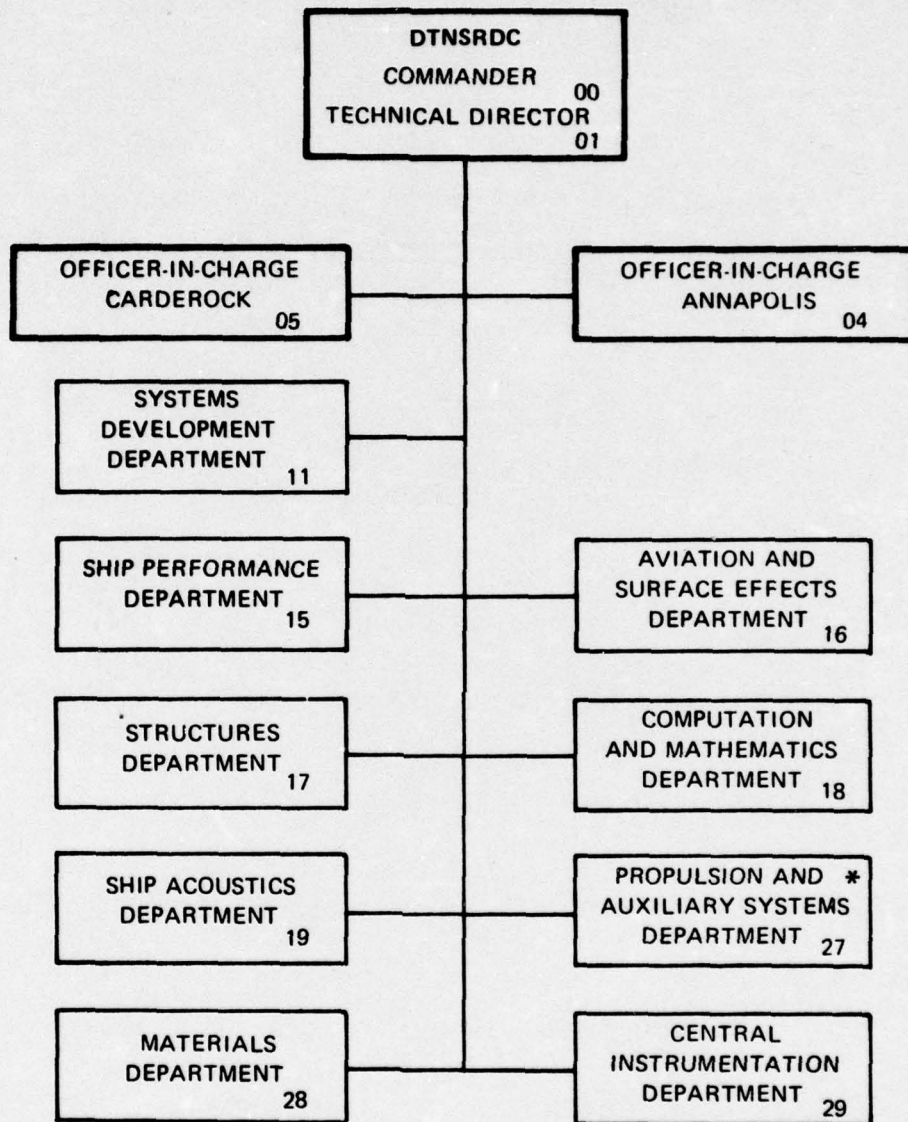 DTNSRDC
COMMANDER
00
TECHNICAL DIRECTOR
01
OFFICER-IN-CHARGE
CARDEROCK
05
OFFICER-IN-CHARGE
ANNAPOLIS
04
SYSTEMS
DEVELOPMENT
DEPARTMENT
11
SHIP PERFORMANCE
DEPARTMENT
15
AVIATION AND
SURFACE EFFECTS
DEPARTMENT
16
STRUCTURES
DEPARTMENT
17
COMPUTATION
AND MATHEMATICS
DEPARTMENT
18
SHIP ACOUSTICS
DEPARTMENT
19
PROPULSION AND *
AUXILIARY SYSTEMS
DEPARTMENT
27
MATERIALS
DEPARTMENT
28
CENTRAL
INSTRUMENTATION
DEPARTMENT
29